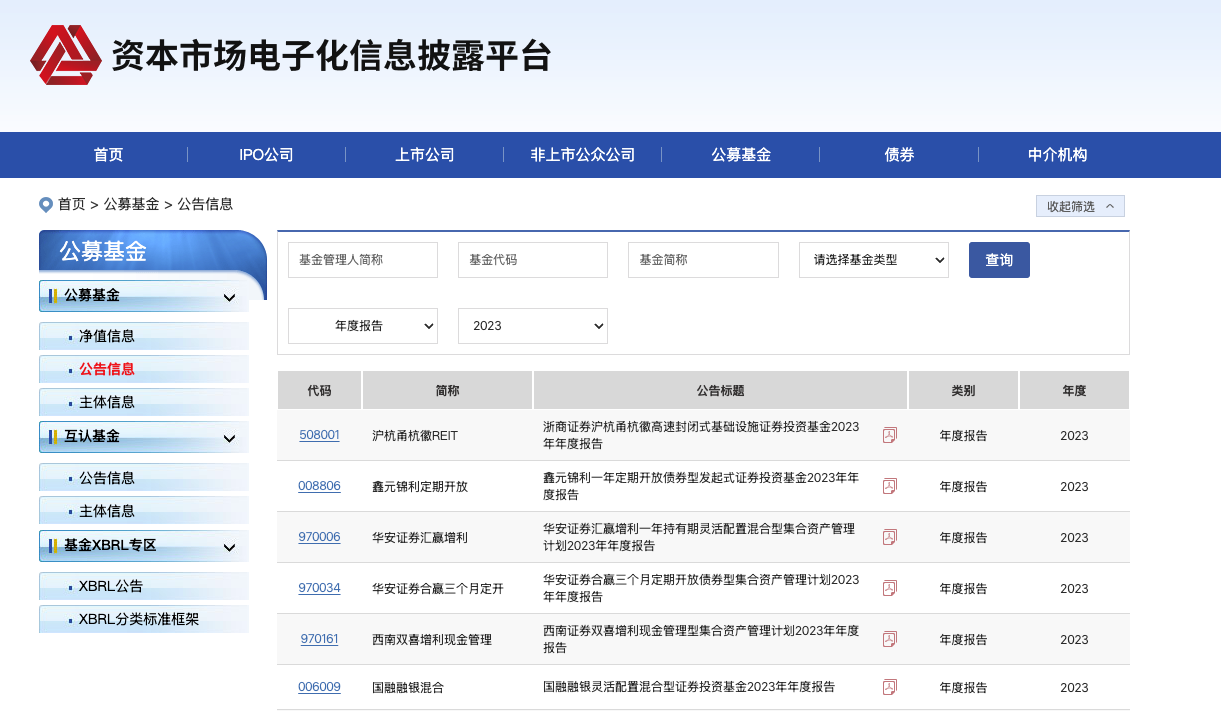 资本市场电子化信息披露平台
首页 IPO公司 上市公司 非上市公众公司 公募基金 债券 中介机构
首页 > 公募基金 > 公告信息
收起筛选
公募基金
公募基金
净值信息
公告信息
主体信息
互认基金
公告信息
主体信息
基金XBRL专区
XBRL公告
XBRL分类标准框架
基金管理人简称 基金代码 基金简称 请选择基金类型 查询
年度报告 2023
代码 简称 公告标题 类别 年度
508001 沪杭甬杭徽REIT 浙商证券沪杭甬杭徽高速封闭式基础设施证券投资基金2023
年年度报告 年度报告 2023
008806 鑫元锦利定期开放 鑫元锦利一年定期开放债券型发起式证券投资基金2023年年
度报告 年度报告 2023
970006 华安证券汇赢增利 华安证券汇赢增利一年持有期灵活配置混合型集合资产管理
计划2023年年度报告 年度报告 2023
970034 华安证券合赢三个月定开 华安证券合赢三个月定期开放债券型集合资产管理计划2023
年年度报告 年度报告 2023
970161 西南双喜增利现金管理 西南证券双喜增利现金管理型集合资产管理计划2023年年度
报告 年度报告 2023
006009 国融融银混合 国融融银灵活配置混合型证券投资基金2023年年度报告 年度报告 2023